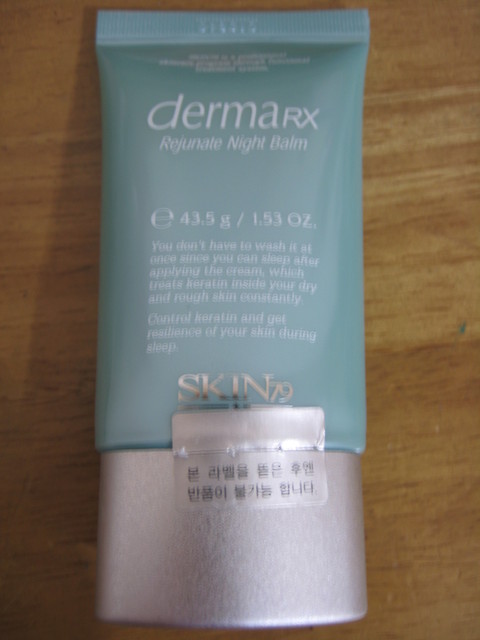 dermaRX
Rejunate Night Balm
℮ 43.5 g / 1.53 OZ.
You don't have to wash it at
once since you can sleep after
applying the cream, which
treats keratin inside your dry
and rough skin constantly.
Control keratin and get
resilience of your skin during
sleep.
SKIN79
본 라벨을 뜯은 후엔
반품이 불가능 합니다.